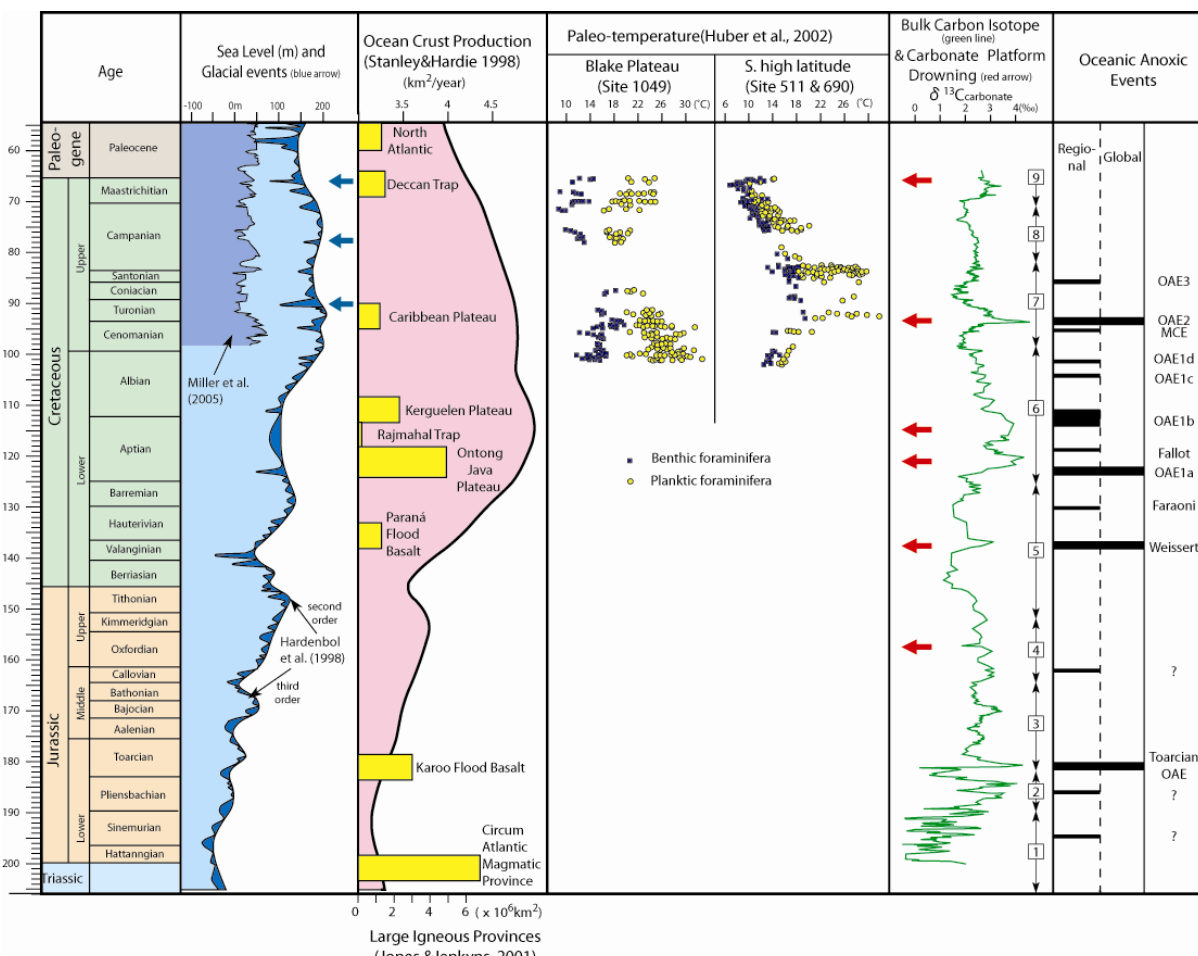 Age
Sea Level (m) and
Glacial events (blue arrow)
-100 0m 100 200
Ocean Crust Production
(Stanley&Hardie 1998)
(km²/year)
3.5 4 4.5
Paleo-temperature(Huber et al., 2002)
Blake Plateau
(Site 1049)
10 14 18 22 26 30 (°C)
S. high latitude
(Site 511 & 690)
6 10 14 18 22 26 (°C)
Bulk Carbon Isotope
(green line)
& Carbonate Platform
Drowning (red arrow)
δ ¹³Ccarbonate
0 1 2 3 4(‰)
Oceanic Anoxic
Events
Regio-
nal
Global
60
70
80
90
100
110
120
130
140
150
160
170
180
190
200
Paleo-
gene
Cretaceous
Jurassic
Triassic
Upper
Lower
Upper
Middle
Lower
Paleocene
Maastrichitian
Campanian
Santonian
Coniacian
Turonian
Cenomanian
Albian
Aptian
Barremian
Hauterivian
Valanginian
Berriasian
Tithonian
Kimmeridgian
Oxfordian
Callovian
Bathonian
Bajocian
Aalenian
Toarcian
Pliensbachian
Sinemurian
Hattanngian
Miller et al.
(2005)
second
order
Hardenbol
et al. (1998)
third
order
North
Atlantic
Deccan Trap
Caribbean Plateau
Kerguelen Plateau
Rajmahal Trap
Ontong
Java
Plateau
Paraná
Flood
Basalt
Karoo Flood Basalt
Circum
Atlantic
Magmatic
Province
0 2 4 6 (x 10⁶km²)
Large Igneous Provinces
(Jones &Jenkyns, 2001)
Benthic foraminifera
Planktic foraminifera
9
8
7
6
5
4
3
2
1
OAE3
OAE2
MCE
OAE1d
OAE1c
OAE1b
Fallot
OAE1a
Faraoni
Weissert
?
Toarcian
OAE
?
?